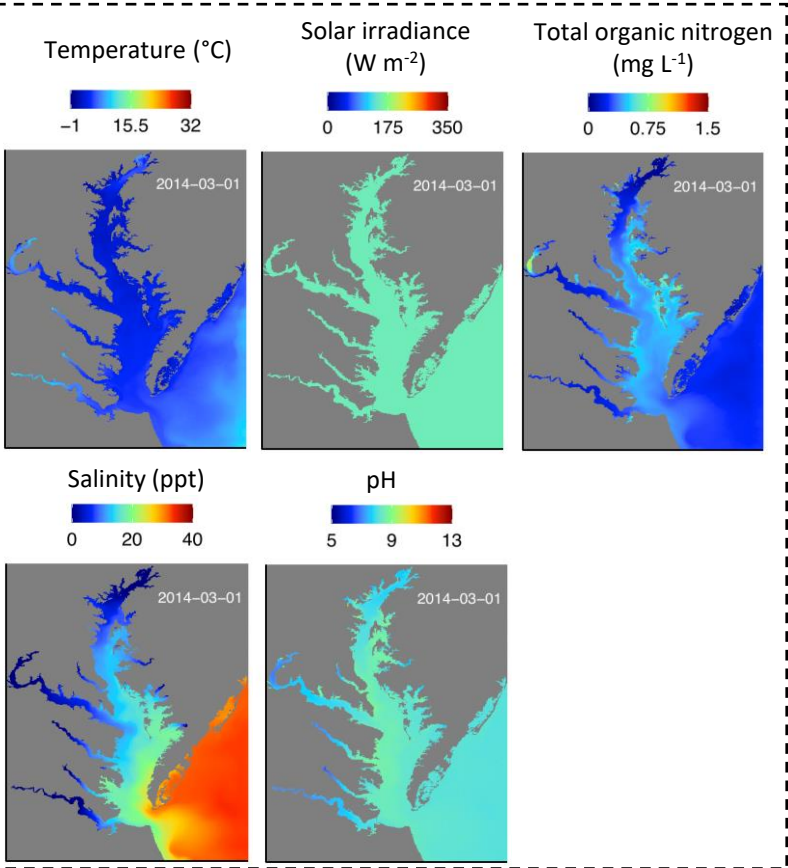 Temperature (°C)
Solar irradiance
(W m-2)
Total organic nitrogen
(mg L-1)
−1 15.5 32
0 175 350
0 0.75 1.5
2014−03−01
2014−03−01
2014−03−01
Salinity (ppt)
pH
0 20 40
5 9 13
2014−03−01
2014−03−01